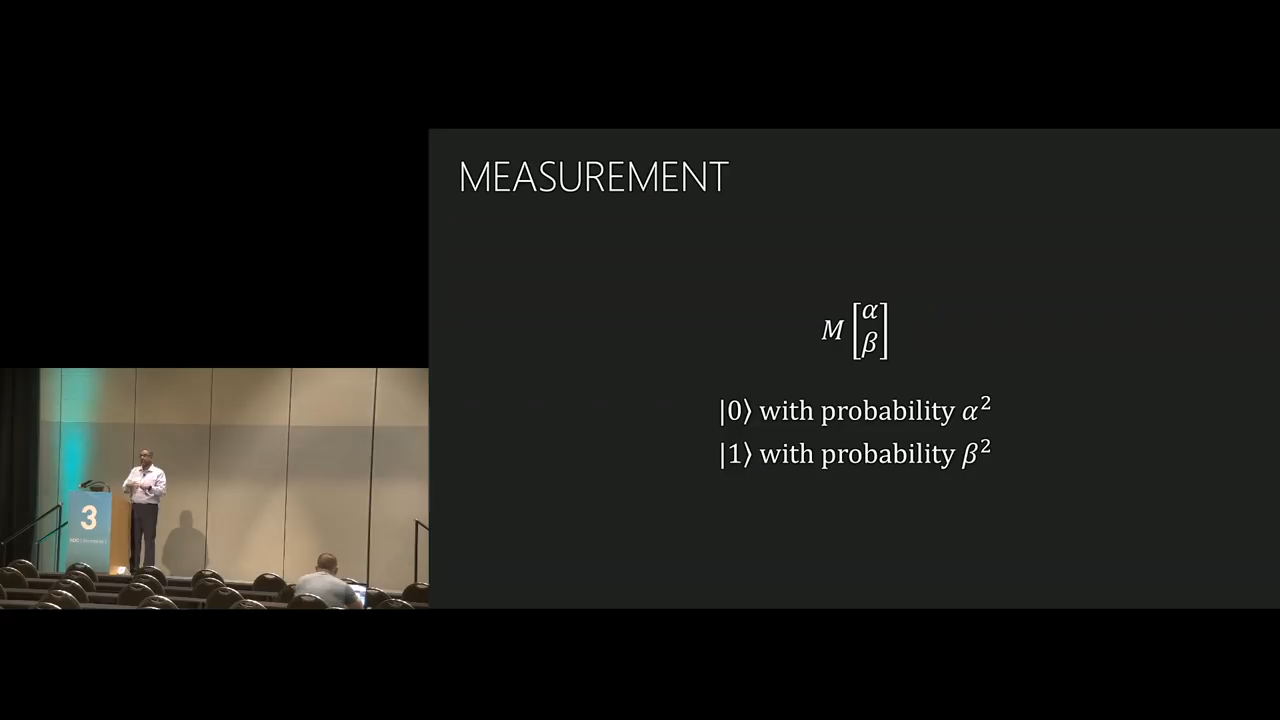 MEASUREMENT
M [α β]
|0⟩ with probability α²
|1⟩ with probability β²
3